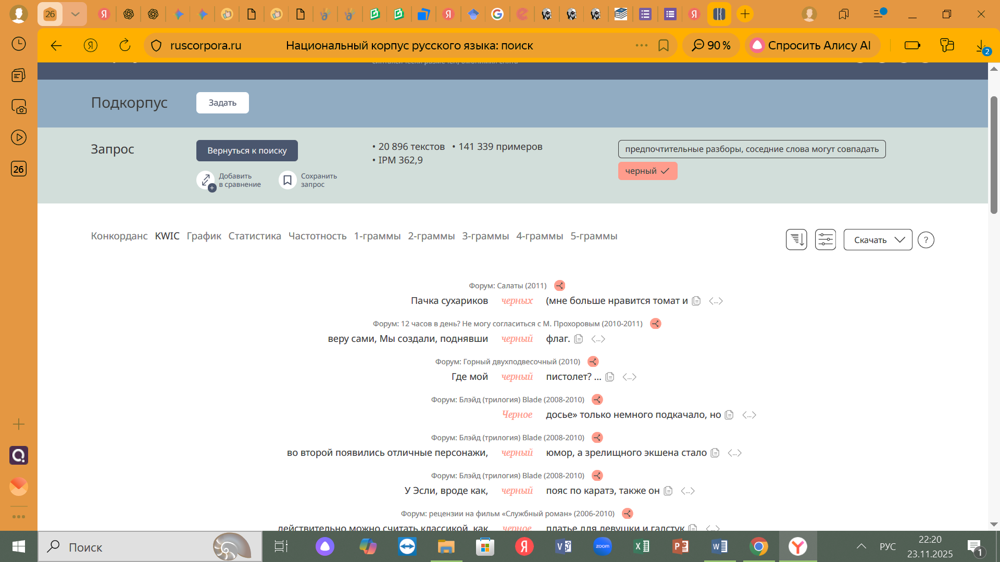 26
ruscorpora.ru
Национальный корпус русского языка: поиск
90 %
Спросить Алису AI
2
Подкорпус
Задать
Запрос
Вернуться к поиску
• 20 896 текстов • 141 339 примеров
• IPM 362,9
предпочтительные разборы, соседние слова могут совпадать
черный
Добавить
в сравнение
Сохранить
запрос
26
Конкорданс KWIC График Статистика Частотность 1-граммы 2-граммы 3-граммы 4-граммы 5-граммы
Скачать
?
Форум: Салаты (2011)
Пачка сухариков черных (мне больше нравится томат и <...>
Форум: 12 часов в день? Не могу согласиться с М. Прохоровым (2010-2011)
веру сами, Мы создали, поднявши черный флаг. <...>
Форум: Горный двухподвесочный (2010)
Где мой черный пистолет? ... <...>
Форум: Блэйд (трилогия) Blade (2008-2010)
Черное досье» только немного подкачало, но <...>
Форум: Блэйд (трилогия) Blade (2008-2010)
во второй появились отличные персонажи, черный юмор, а зрелищного экшена стало <...>
Форум: Блэйд (трилогия) Blade (2008-2010)
У Эсли, вроде как, черный пояс по каратэ, также он <...>
Форум: рецензии на фильм «Службный роман» (2006-2010)
действительно можно считать классикой, как черное платье для девушки и галстук <...>
Поиск
zoom
РУС
22:20
23.11.2025
1